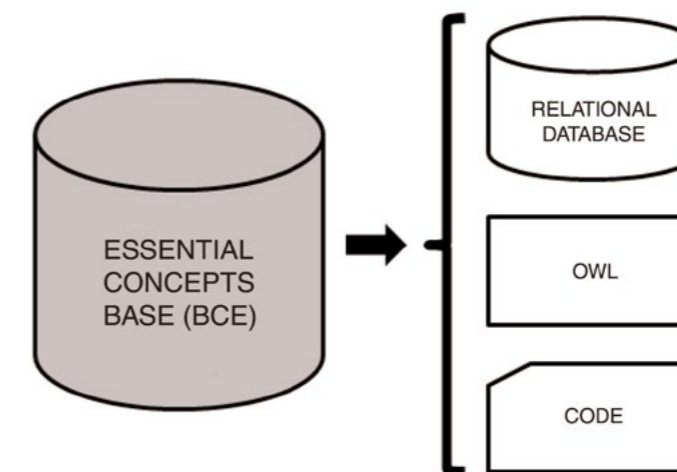 ESSENTIAL
CONCEPTS
BASE (BCE)
RELATIONAL
DATABASE
OWL
CODE